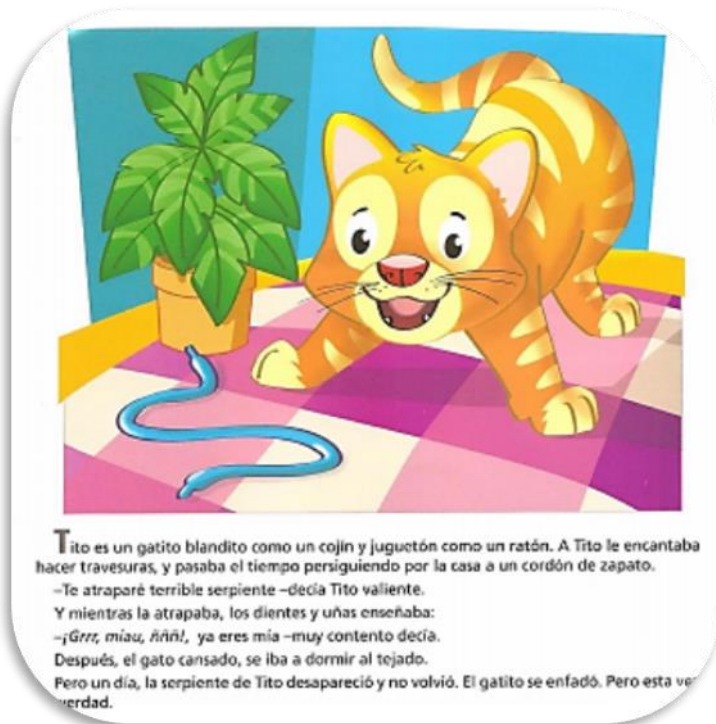 Tito es un gatito blandito como un cojín y juguetón como un ratón. A Tito le encantaba
hacer travesuras, y pasaba el tiempo persiguiendo por la casa a un cordón de zapato.
–Te atraparé terrible serpiente –decía Tito valiente.
Y mientras la atrapaba, los dientes y uñas enseñaba:
–¡Grrr, miau, ñññ!, ya eres mía –muy contento decía.
Después, el gato cansado, se iba a dormir al tejado.
Pero un día, la serpiente de Tito desapareció y no volvió. El gatito se enfadó. Pero esta
verdad.